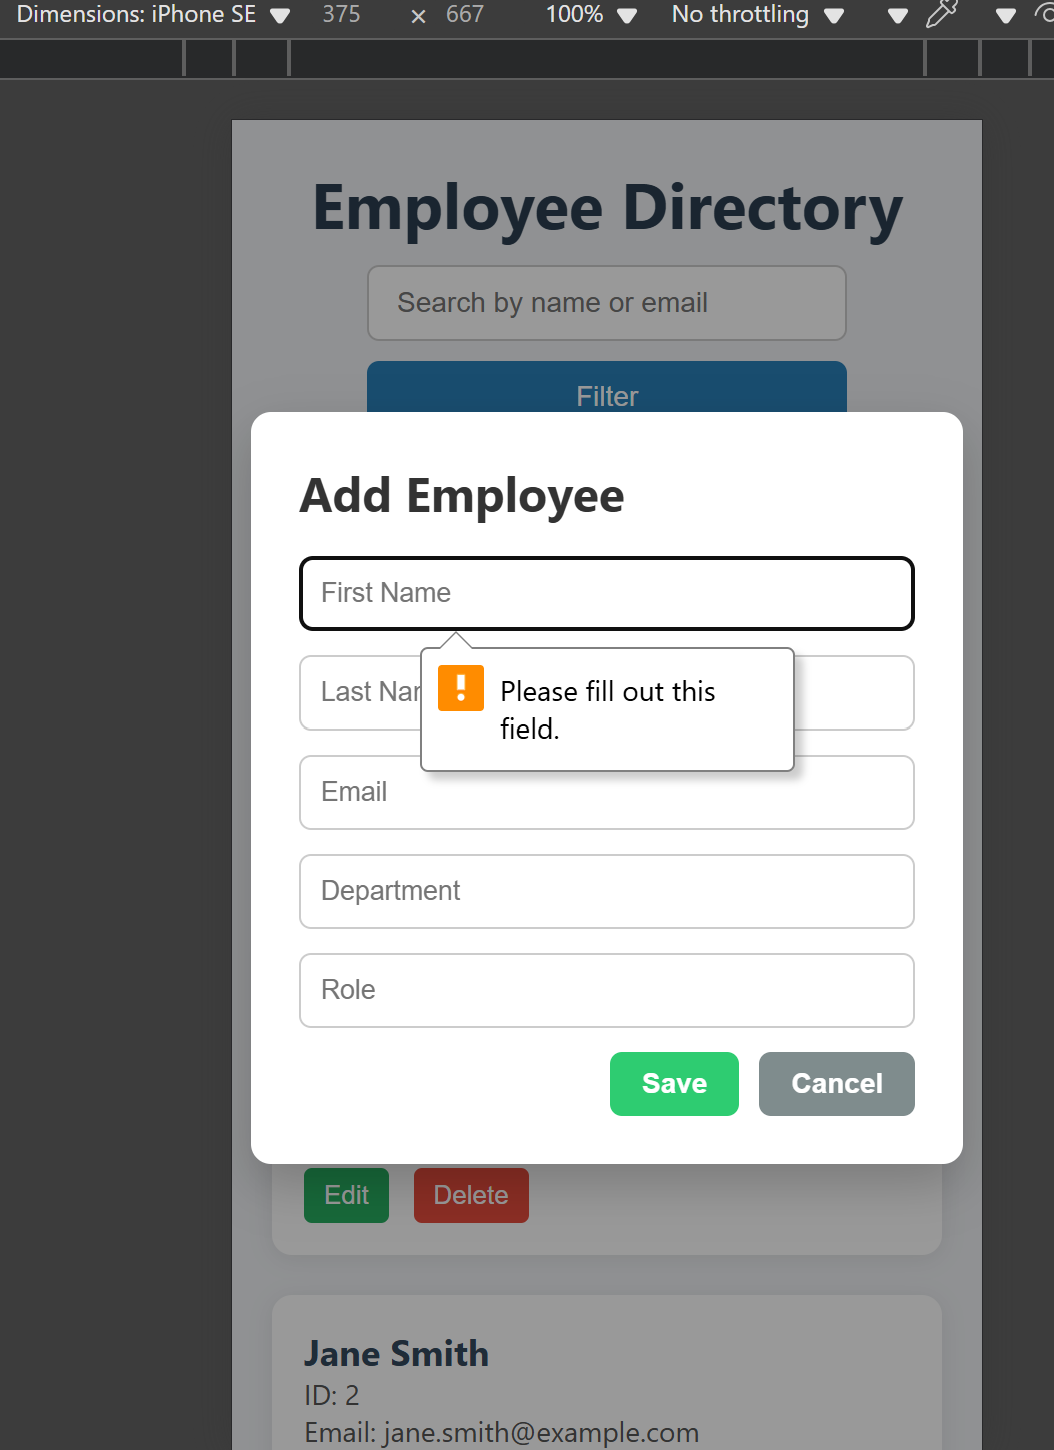 Dimensions: iPhone SE 375 × 667 100% No throttling
Employee Directory
Search by name or email
Filter
Add Employee
First Name
Last Nar
Please fill out this
field.
Email
Department
Role
Save Cancel
Edit Delete
Jane Smith
ID: 2
Email: jane.smith@example.com